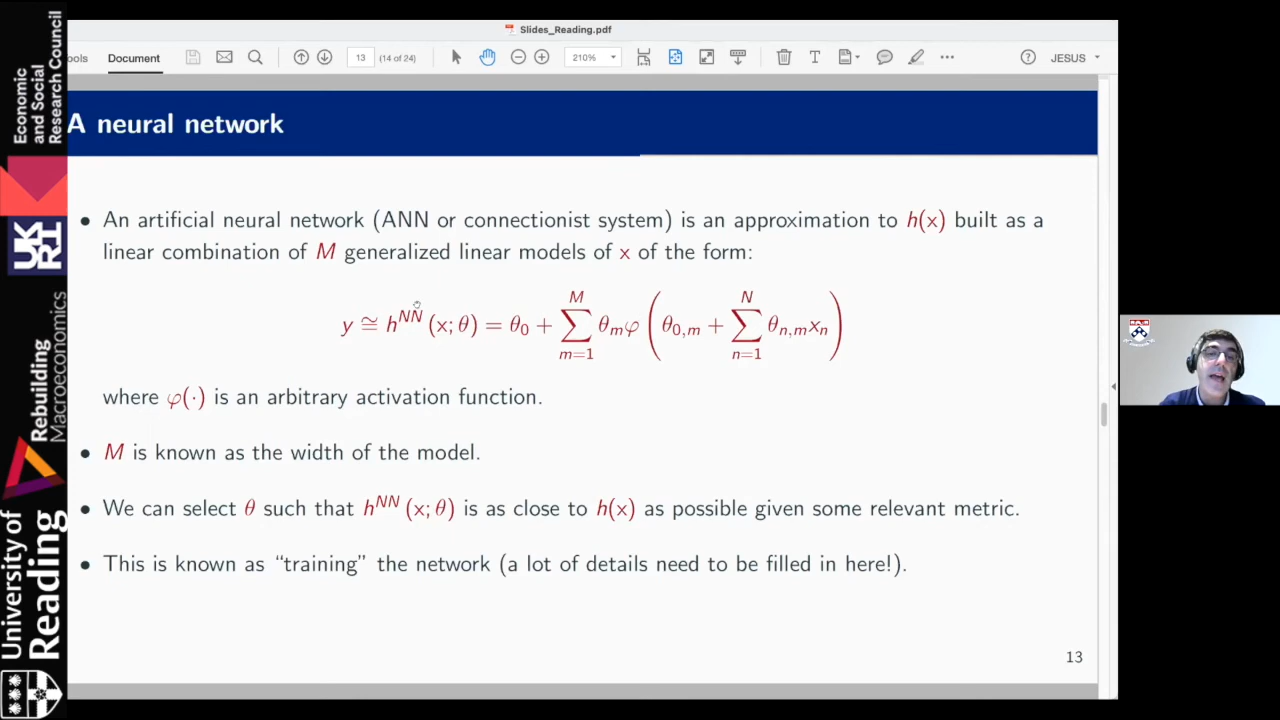 Slides_Reading.pdf
ools Document 13 (14 of 24) 210% JESUS
A neural network
• An artificial neural network (ANN or connectionist system) is an approximation to h(x) built as a
linear combination of M generalized linear models of x of the form:
y ≅ h^{NN}(x; θ) = θ_0 + ∑_{m=1}^{M} θ_m φ(θ_{0,m} + ∑_{n=1}^{N} θ_{n,m} x_n)
where φ(·) is an arbitrary activation function.
• M is known as the width of the model.
• We can select θ such that h^{NN}(x; θ) is as close to h(x) as possible given some relevant metric.
• This is known as “training” the network (a lot of details need to be filled in here!).
13
Economic
and Social
Research Council
UKRI
Rebuilding
Macroeconomics
University of
Reading